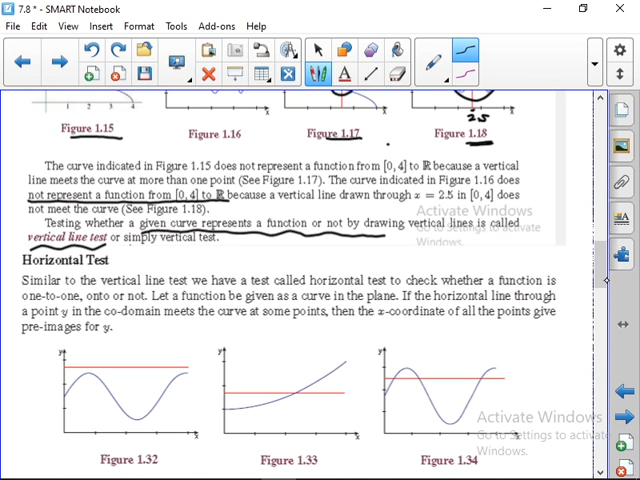 7.8 * - SMART Notebook
File Edit View Insert Format Tools Add-ons Help
1 2 3 4
2.5
Figure 1.15 Figure 1.16 Figure 1.17 Figure 1.18
The curve indicated in Figure 1.15 does not represent a function from [0, 4] to ℝ because a vertical
line meets the curve at more than one point (See Figure 1.17). The curve indicated in Figure 1.16 does
not represent a function from [0, 4] to ℝ because a vertical line drawn through x = 2.5 in [0, 4] does
not meet the curve (See Figure 1.18).
Testing whether a given curve represents a function or not by drawing vertical lines is called
vertical line test or simply vertical test.
Activate Windows
Go to Settings to activate
Windows.
Horizontal Test
Similar to the vertical line test we have a test called horizontal test to check whether a function is
one-to-one, onto or not. Let a function be given as a curve in the plane. If the horizontal line through
a point y in the co-domain meets the curve at some points, then the x-coordinate of all the points give
pre-images for y.
y y y
x x x
Figure 1.32 Figure 1.33 Figure 1.34
Activate Windows
Go to Settings to activate
Windows.